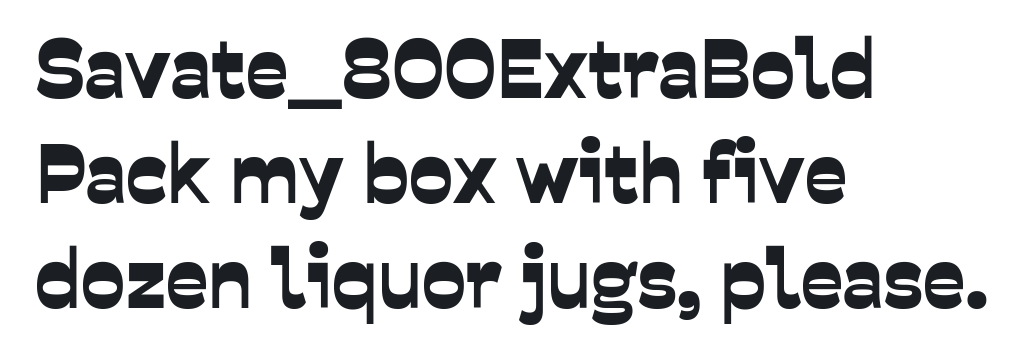 Savate_800ExtraBold
Pack my box with five
dozen liquor jugs, please.